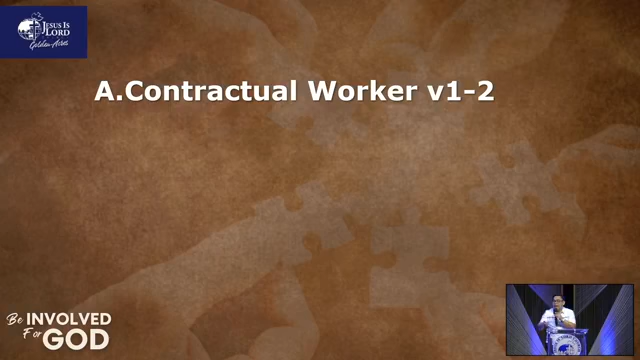 JESUS IS
LORD
Golden Acres
A.Contractual Worker v1-2
Be INVOLVED
For GOD